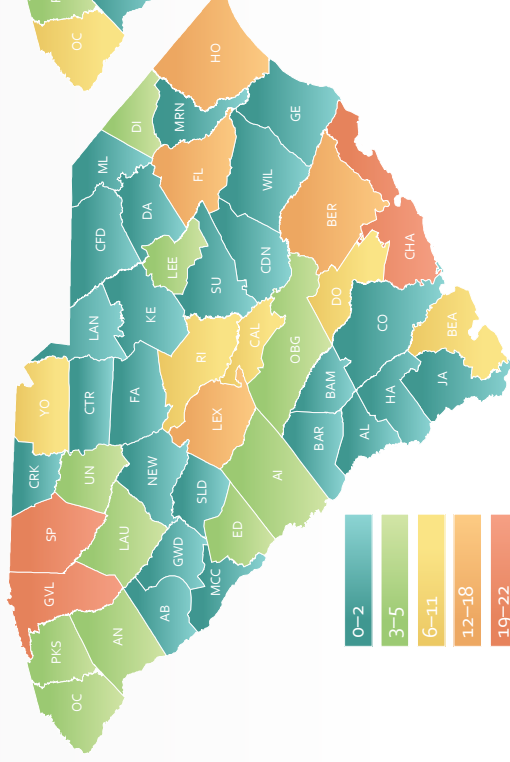 CRK
YO
GVL
SP
PKS
OC
OC
UN
CTR
LAN
CFD
ML
AN
LAU
FA
DI
KE
DA
NEW
AB
LEE
GWD
MRN
FL
SLD
RI
MCC
SU
HO
LEX
ED
CAL
CDN
WIL
AI
OBG
GE
BAR
BAM
BER
DO
AL
CO
HA
CHA
JA
BEA
0–2
3–5
6–11
12–18
19–22